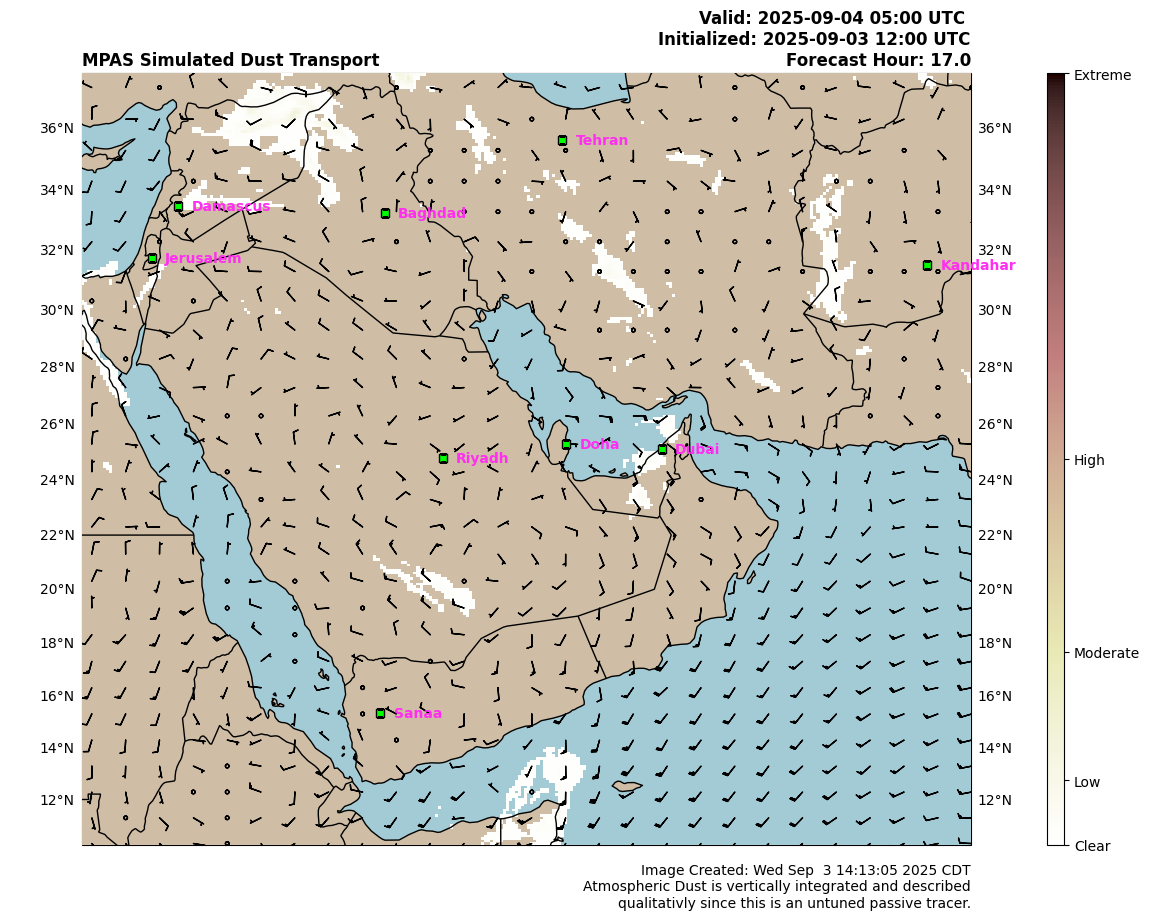 Valid: 2025-09-04 05:00 UTC
Initialized: 2025-09-03 12:00 UTC
MPAS Simulated Dust Transport
Forecast Hour: 17.0
Extreme
36°N
Tehran
36°N
34°N
34°N
Damascus
Baghdad
32°N
32°N
Jerusalem
Kandahar
30°N
30°N
28°N
28°N
26°N
26°N
Doha
Dubai
Riyadh
High
24°N
24°N
22°N
22°N
20°N
20°N
18°N
18°N
Moderate
16°N
16°N
Sanaa
14°N
14°N
Low
12°N
12°N
Clear
Image Created: Wed Sep  3 14:13:05 2025 CDT
Atmospheric Dust is vertically integrated and described
qualitativly since this is an untuned passive tracer.